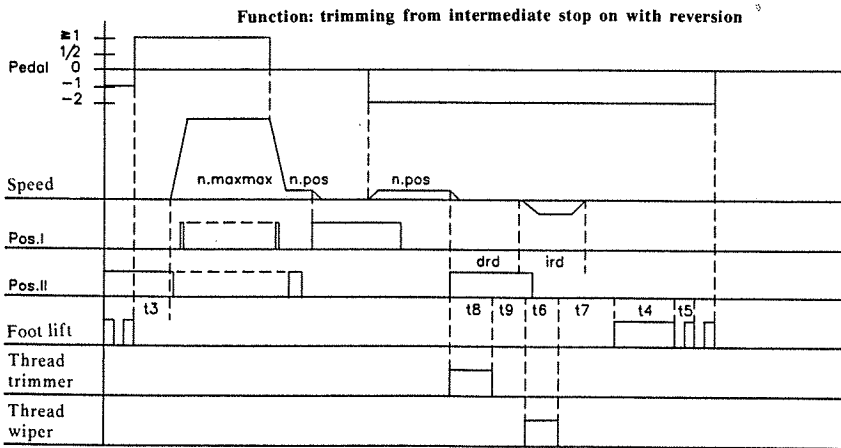 Function: trimming from intermediate stop on with reversion
≧1
1/2
Pedal 0
-1
-2
n.maxmax n.pos n.pos
Speed
Pos.I
drd ird
Pos.II
t3 t8 t9 t6 t7 t4 t5
Foot lift
Thread
trimmer
Thread
wiper